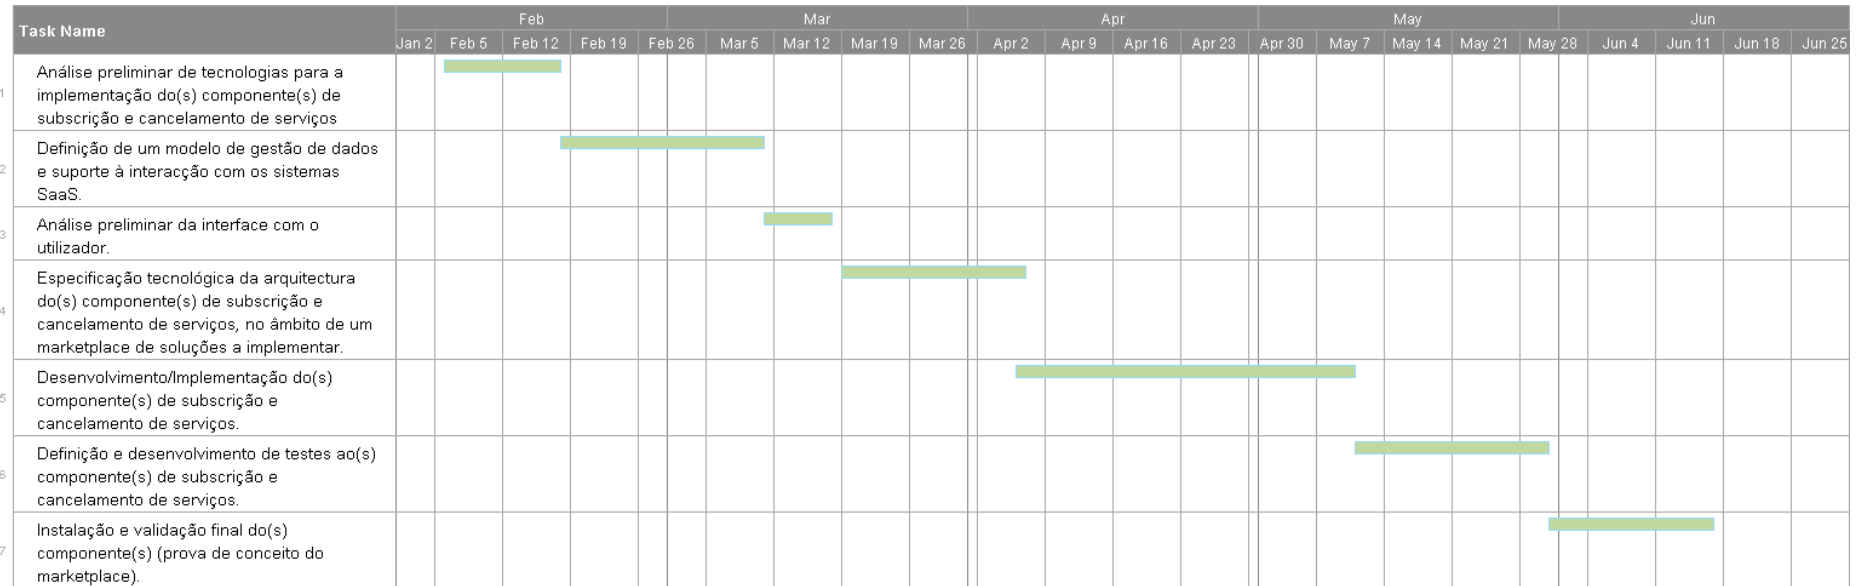 Task Name
Feb Mar Apr May Jun
Jan 2 Feb 5 Feb 12 Feb 19 Feb 26 Mar 5 Mar 12 Mar 19 Mar 26 Apr 2 Apr 9 Apr 16 Apr 23 Apr 30 May 7 May 14 May 21 May 28 Jun 4 Jun 11 Jun 18 Jun 25
1
Análise preliminar de tecnologias para a
implementação do(s) componente(s) de
subscrição e cancelamento de serviços
2
Definição de um modelo de gestão de dados
e suporte à interacção com os sistemas
SaaS.
3
Análise preliminar da interface com o
utilizador.
4
Especificação tecnológica da arquitectura
do(s) componente(s) de subscrição e
cancelamento de serviços, no âmbito de um
marketplace de soluções a implementar.
5
Desenvolvimento/Implementação do(s)
componente(s) de subscrição e
cancelamento de serviços.
6
Definição e desenvolvimento de testes ao(s)
componente(s) de subscrição e
cancelamento de serviços.
7
Instalação e validação final do(s)
componente(s) (prova de conceito do
marketplace).